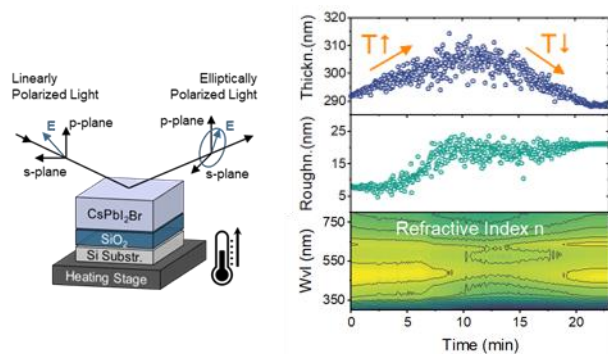 Linearly
Polarized Light
Elliptically
Polarized Light
E
p-plane
s-plane
p-plane
E
s-plane
CsPbI₂Br
SiO₂
Si Substr.
Heating Stage
Thickn.(nm)
320
310
300
290
T↑
T↓
Roughn.(nm)
25
15
5
Wvl (nm)
750
550
350
Refractive Index n
0
5
10
15
20
Time (min)